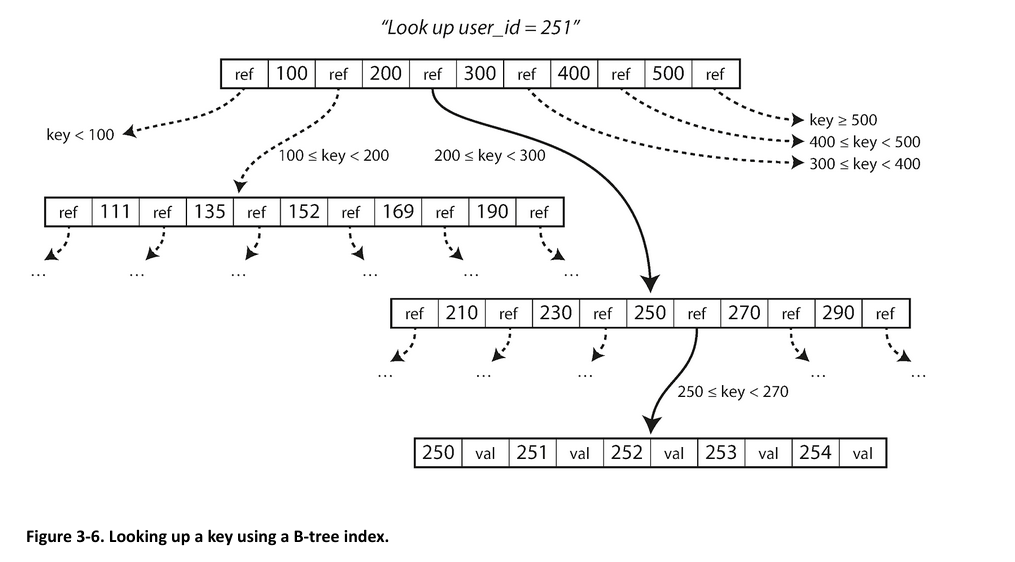 “Look up user_id = 251”
ref 100 ref 200 ref 300 ref 400 ref 500 ref
key < 100
key ≥ 500
400 ≤ key < 500
300 ≤ key < 400
100 ≤ key < 200
200 ≤ key < 300
ref 111 ref 135 ref 152 ref 169 ref 190 ref
... ... ... ... ... ...
ref 210 ref 230 ref 250 ref 270 ref 290 ref
... ... ... ... ...
250 ≤ key < 270
250 val 251 val 252 val 253 val 254 val
Figure 3-6. Looking up a key using a B-tree index.